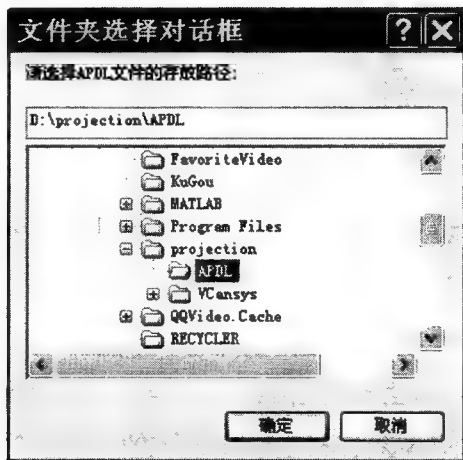 文件夹选择对话框
请选择APDL文件的存放路径:
D:\projection\APDL
FavoriteVideo
KuGou
MATLAB
Program Files
projection
APDL
VCansys
QQVideo.Cache
RECYCLER
确定 取消